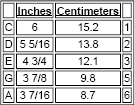 Inches Centimeters
C 6 15.2 1
D 5 5/16 13.8 2
E 4 3/4 12.1 3
G 3 7/8 9.8 5
A 3 7/16 8.7 6